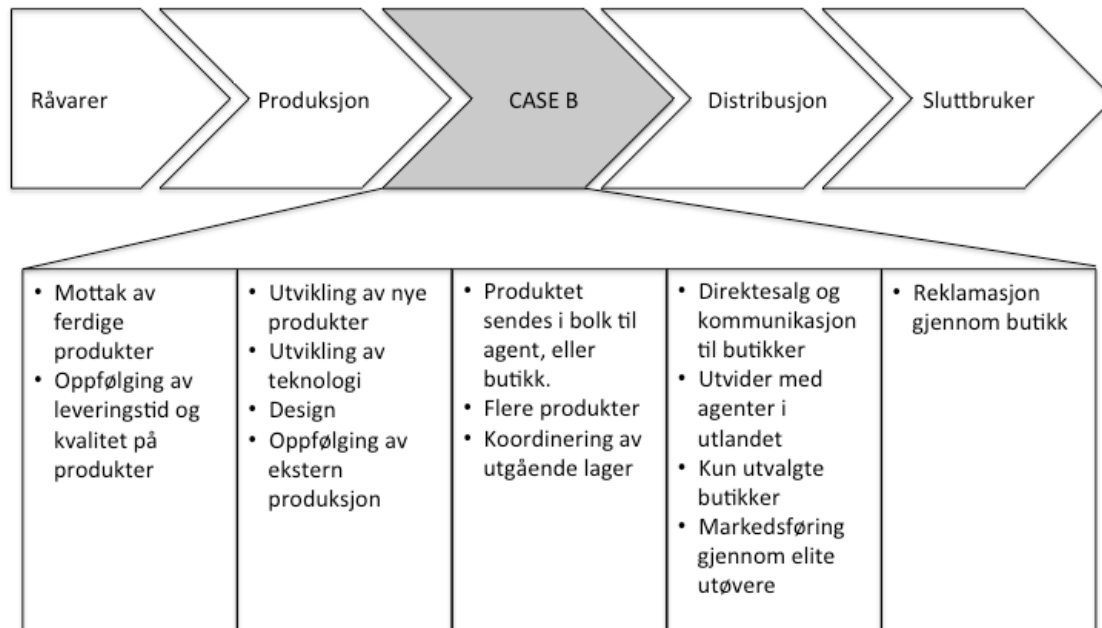 Råvarer
Produksjon
CASE B
Distribusjon
Sluttbruker
• Mottak av
ferdige
produkter
• Oppfølging av
leveringstid og
kvalitet på
produkter
• Utvikling av nye
produkter
• Utvikling av
teknologi
• Design
• Oppfølging av
ekstern
produksjon
• Produktet
sendes i bolk til
agent, eller
butikk.
• Flere produkter
• Koordinering av
utgående lager
• Direktesalg og
kommunikasjon
til butikker
• Utvider med
agenter i
utlandet
• Kun utvalgte
butikker
• Markedsføring
gjennom elite
utøvere
• Reklamasjon
gjennom butikk